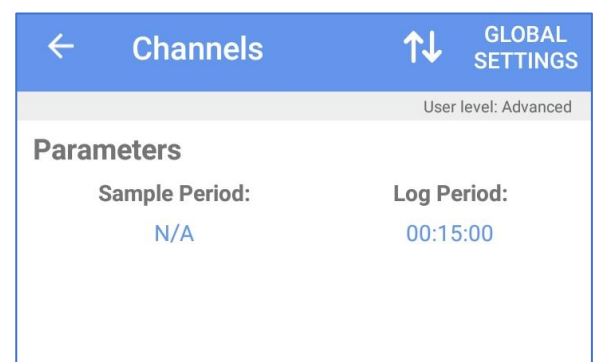 Channels
GLOBAL
SETTINGS
User level: Advanced
Parameters
Sample Period: Log Period:
N/A 00:15:00